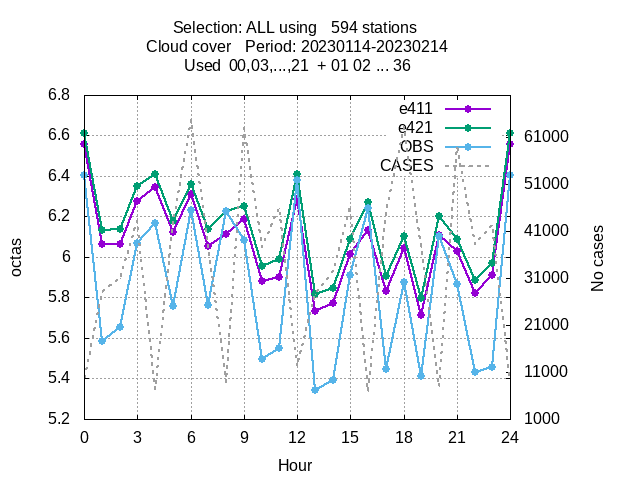 Selection: ALL using   594 stations
Cloud cover   Period: 20230114-20230214
Used  00,03,...,21  + 01 02 ... 36
e411
e421
OBS
CASES
6.8
6.6
6.4
6.2
6
5.8
5.6
5.4
5.2
octas
61000
51000
41000
31000
21000
11000
1000
No cases
0 3 6 9 12 15 18 21 24
Hour